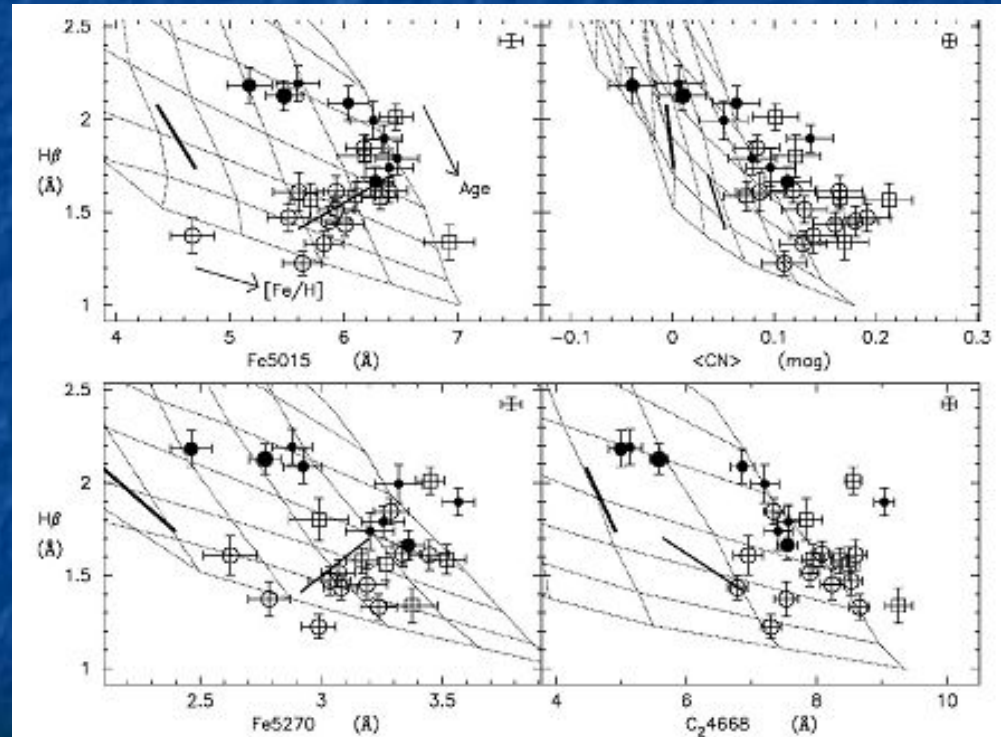 2.5
2
Hβ
(Å)
1.5
1
Age
[Fe/H]
4 5 6 7
Fe5015 (Å)
−0.1 0 0.1 0.2 0.3
<CN> (mag)
2.5
2
Hβ
(Å)
1.5
1
2.5 3 3.5
Fe5270 (Å)
4 6 8 10
C₂4668 (Å)